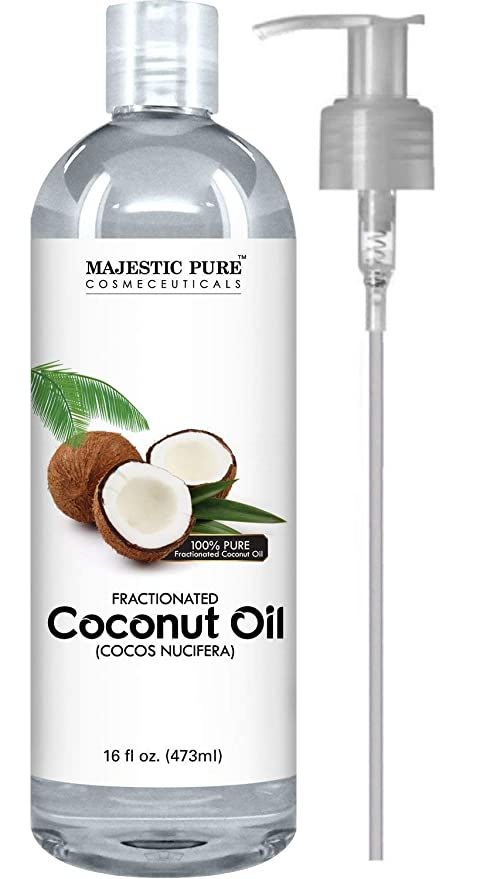 MAJESTIC PURE™
COSMECEUTICALS
100% PURE
Fractionated Coconut Oil
FRACTIONATED
Coconut Oil
(COCOS NUCIFERA)
16 fl oz. (473ml)